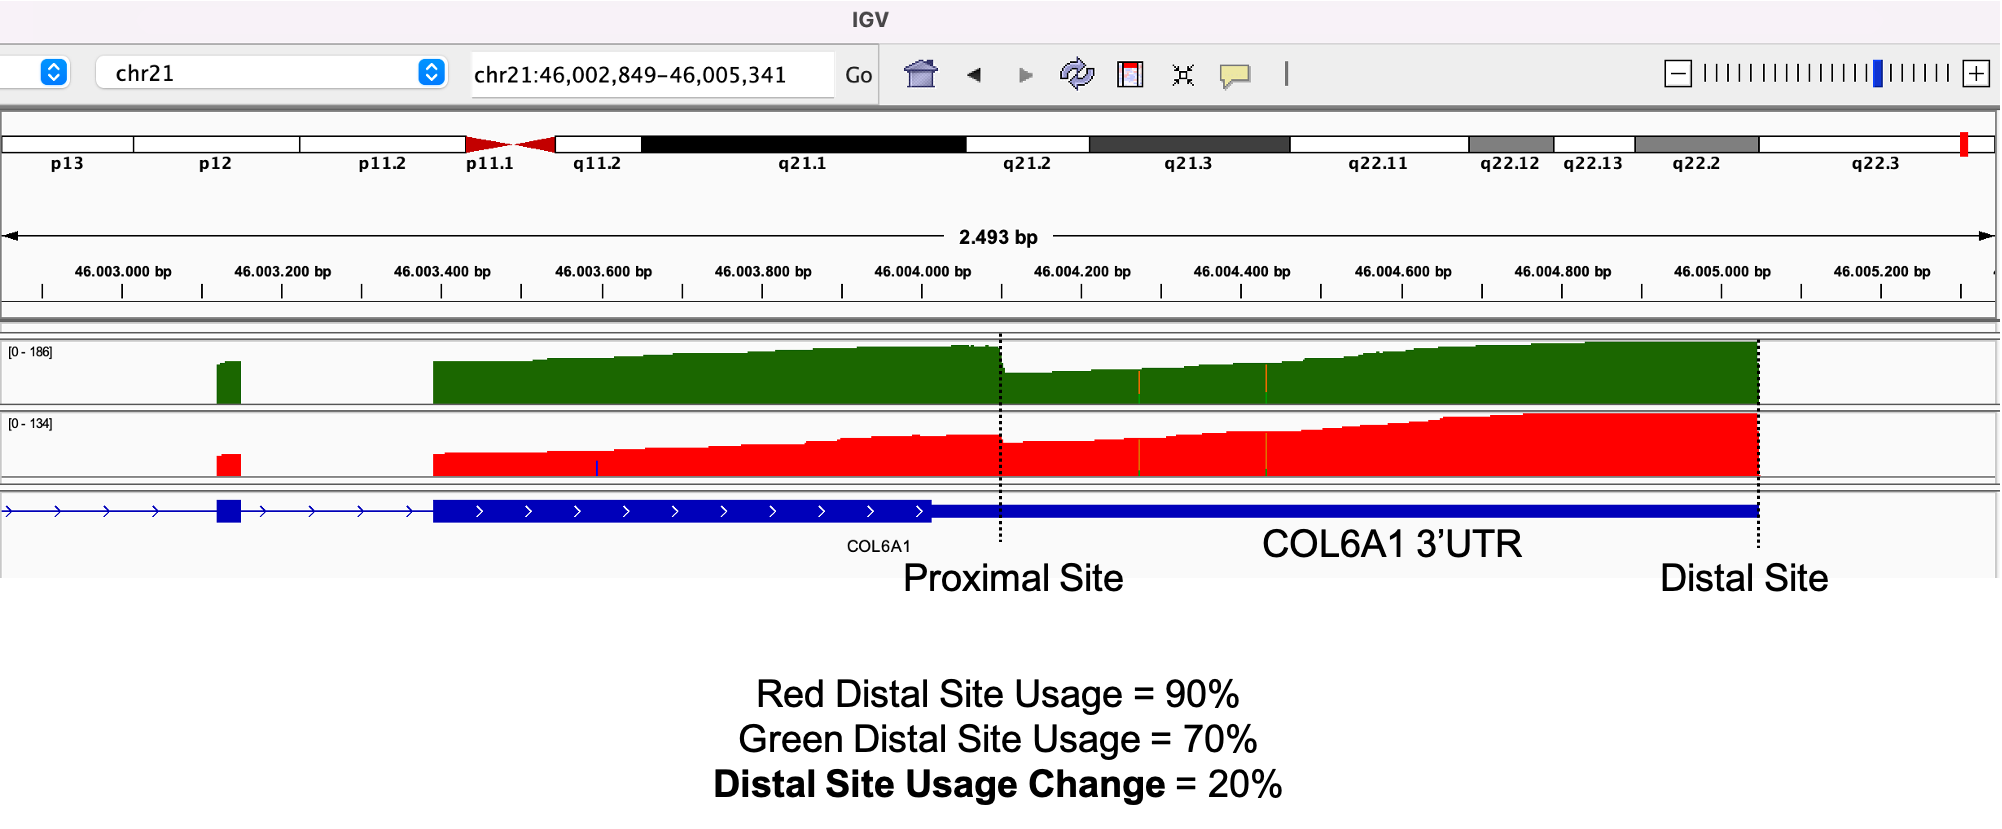 IGV
chr21 chr21:46,002,849-46,005,341 Go
p13 p12 p11.2 p11.1 q11.2 q21.1 q21.2 q21.3 q22.11 q22.12 q22.13 q22.2 q22.3
2.493 bp
46.003.000 bp 46.003.200 bp 46.003.400 bp 46.003.600 bp 46.003.800 bp 46.004.000 bp 46.004.200 bp 46.004.400 bp 46.004.600 bp 46.004.800 bp 46.005.000 bp 46.005.200 bp
[0 - 186]
[0 - 134]
COL6A1 COL6A1 3’UTR
Proximal Site Distal Site
Red Distal Site Usage = 90%
Green Distal Site Usage = 70%
Distal Site Usage Change = 20%